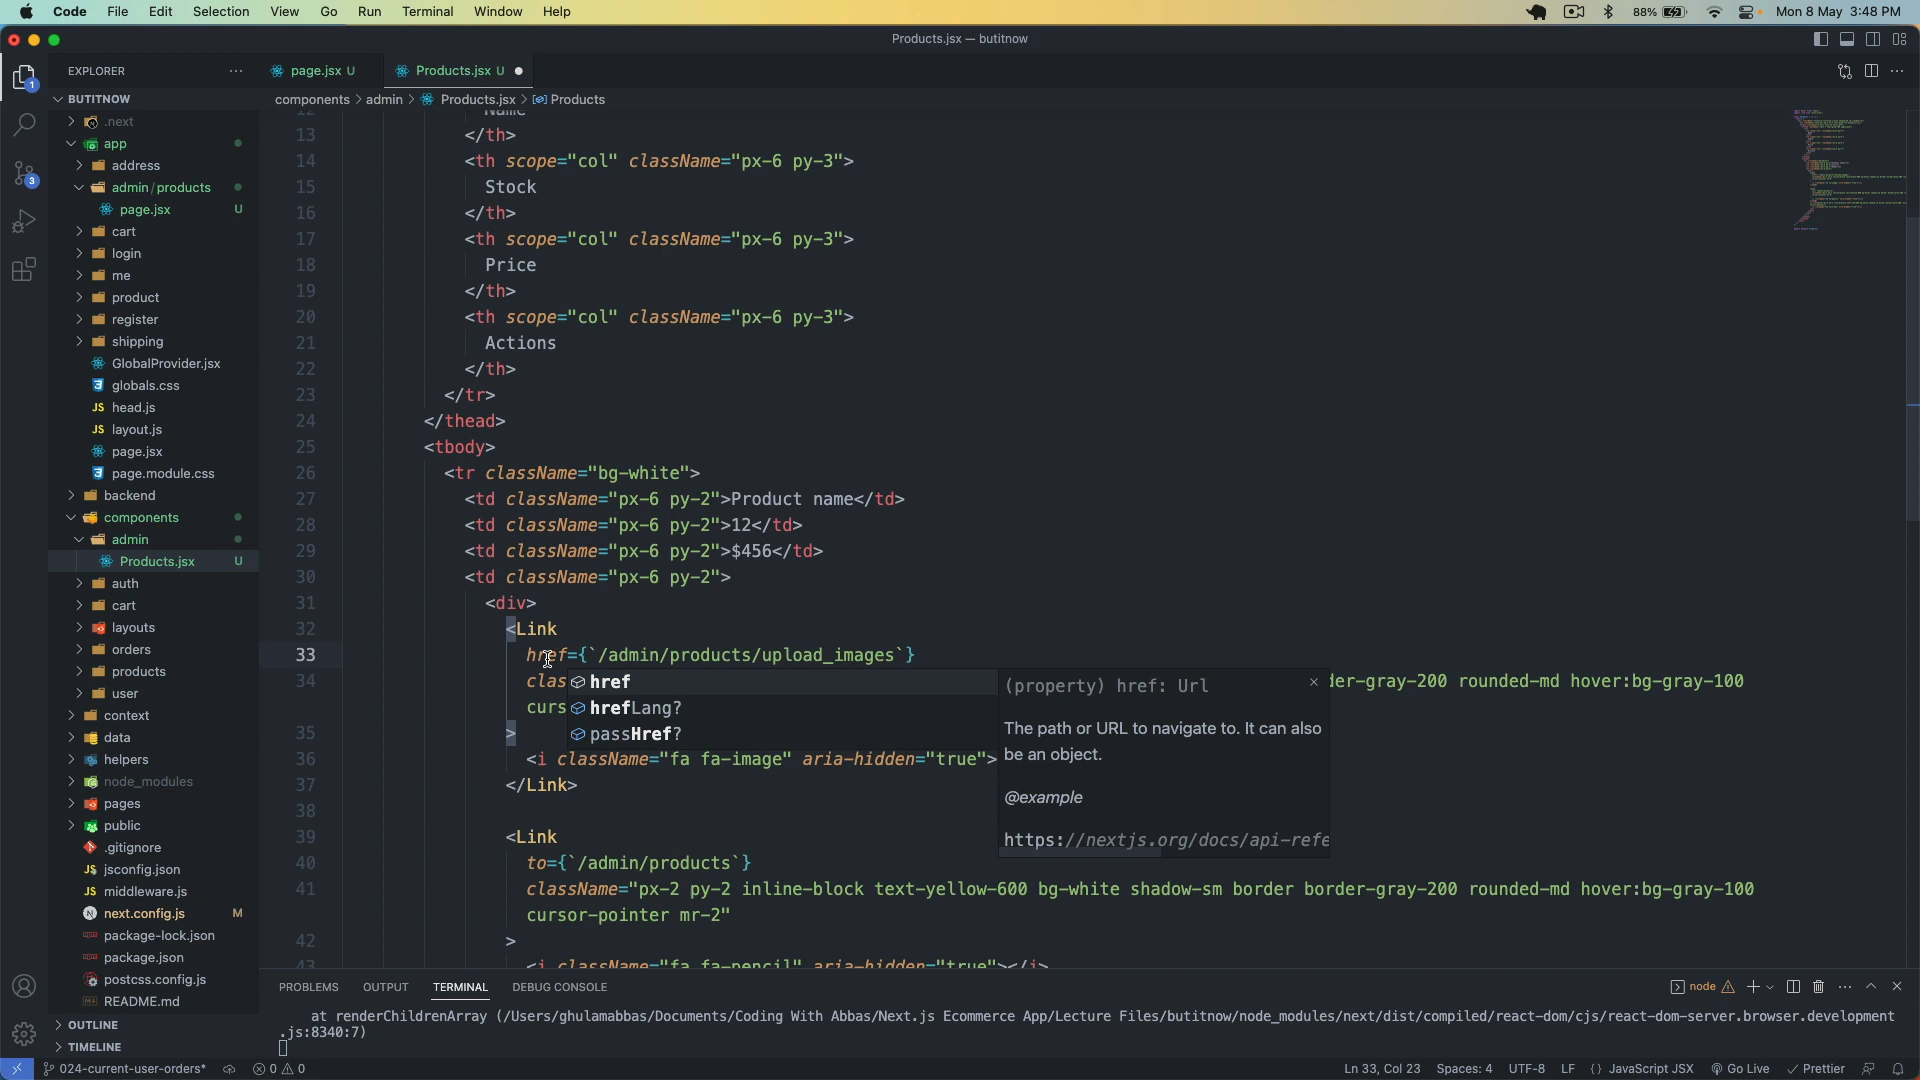 Code File Edit Selection View Go Run Terminal Window Help 88% Mon 8 May 3:48 PM
Products.jsx — butitnow
EXPLORER ··· page.jsx U Products.jsx U
BUTITNOW components > admin > Products.jsx > Products
.next
app
address
admin / products
page.jsx U
cart
login
me
product
register
shipping
GlobalProvider.jsx
globals.css
JS head.js
JS layout.js
page.jsx
page.module.css
backend
components
admin
Products.jsx U
auth
cart
layouts
orders
products
user
context
data
helpers
node_modules
pages
public
.gitignore
jsconfig.json
JS middleware.js
next.config.js M
package-lock.json
package.json
postcss.config.js
README.md
OUTLINE
TIMELINE
12 Name
13 </th>
14 <th scope="col" className="px-6 py-3">
15 Stock
16 </th>
17 <th scope="col" className="px-6 py-3">
18 Price
19 </th>
20 <th scope="col" className="px-6 py-3">
21 Actions
22 </th>
23 </tr>
24 </thead>
25 <tbody>
26 <tr className="bg-white">
27 <td className="px-6 py-2">Product name</td>
28 <td className="px-6 py-2">12</td>
29 <td className="px-6 py-2">$456</td>
30 <td className="px-6 py-2">
31 <div>
32 <Link
33 href={`/admin/products/upload_images`}
34 clas der-gray-200 rounded-md hover:bg-gray-100
curs
35 >
36 <i className="fa fa-image" aria-hidden="true">
37 </Link>
38
39 <Link
40 to={`/admin/products`}
41 className="px-2 py-2 inline-block text-yellow-600 bg-white shadow-sm border border-gray-200 rounded-md hover:bg-gray-100
cursor-pointer mr-2"
42 >
43 <i className="fa fa-pencil" aria-hidden="true"></i>
href
hrefLang?
passHref?
(property) href: Url
The path or URL to navigate to. It can also
be an object.
@example
https://nextjs.org/docs/api-refe
PROBLEMS OUTPUT TERMINAL DEBUG CONSOLE node
at renderChildrenArray (/Users/ghulamabbas/Documents/Coding With Abbas/Next.js Ecommerce App/Lecture Files/butitnow/node_modules/next/dist/compiled/react-dom/cjs/react-dom-server.browser.development
.js:8340:7)
024-current-user-orders* 0 0 Ln 33, Col 23 Spaces: 4 UTF-8 LF {} JavaScript JSX Go Live Prettier